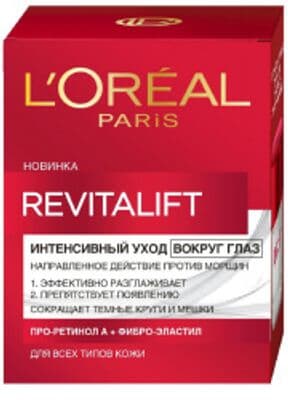 L'ORÉAL
PARIS
НОВИНКА
REVITALIFT
ИНТЕНСИВНЫЙ УХОД ВОКРУГ ГЛАЗ
НАПРАВЛЕННОЕ ДЕЙСТВИЕ ПРОТИВ МОРЩИН
1. ЭФФЕКТИВНО РАЗГЛАЖИВАЕТ
2. ПРЕПЯТСТВУЕТ ПОЯВЛЕНИЮ
СОКРАЩАЕТ ТЕМНЫЕ КРУГИ И МЕШКИ
ПРО-РЕТИНОЛ А + ФИБРО-ЭЛАСТИЛ
ДЛЯ ВСЕХ ТИПОВ КОЖИ